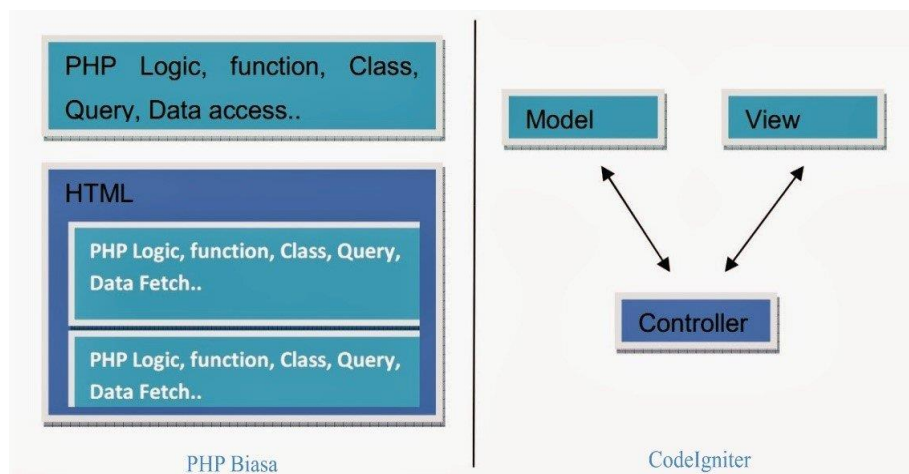 PHP Logic, function, Class,
Query, Data access..
HTML
PHP Logic, function, Class, Query,
Data Fetch..
PHP Logic, function, Class, Query,
Data Fetch..
PHP Biasa
Model
View
Controller
CodeIgniter